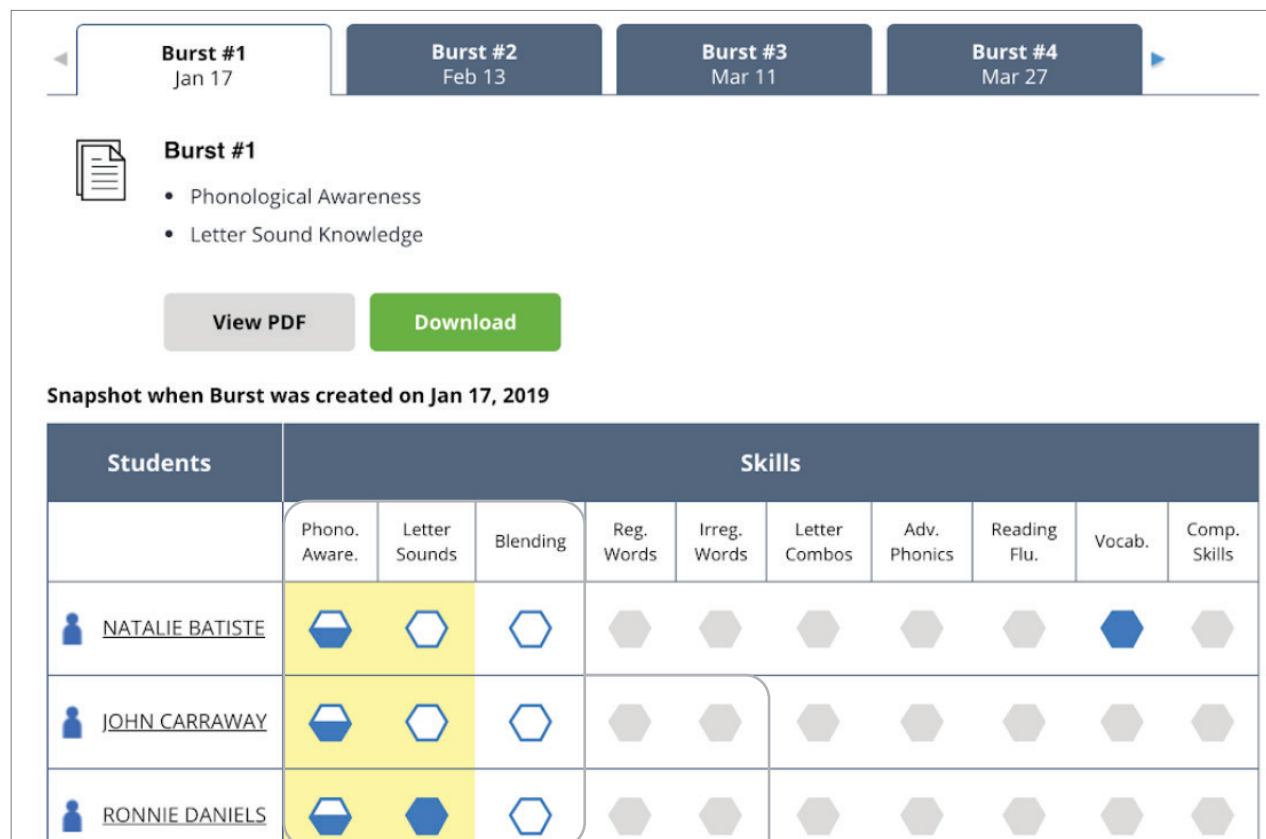 Burst #1
Jan 17
Burst #2
Feb 13
Burst #3
Mar 11
Burst #4
Mar 27
Burst #1
• Phonological Awareness
• Letter Sound Knowledge
View PDF
Download
Snapshot when Burst was created on Jan 17, 2019
Students
Skills
Phono. Aware.
Letter Sounds
Blending
Reg. Words
Irreg. Words
Letter Combos
Adv. Phonics
Reading Flu.
Vocab.
Comp. Skills
NATALIE BATISTE
JOHN CARRAWAY
RONNIE DANIELS